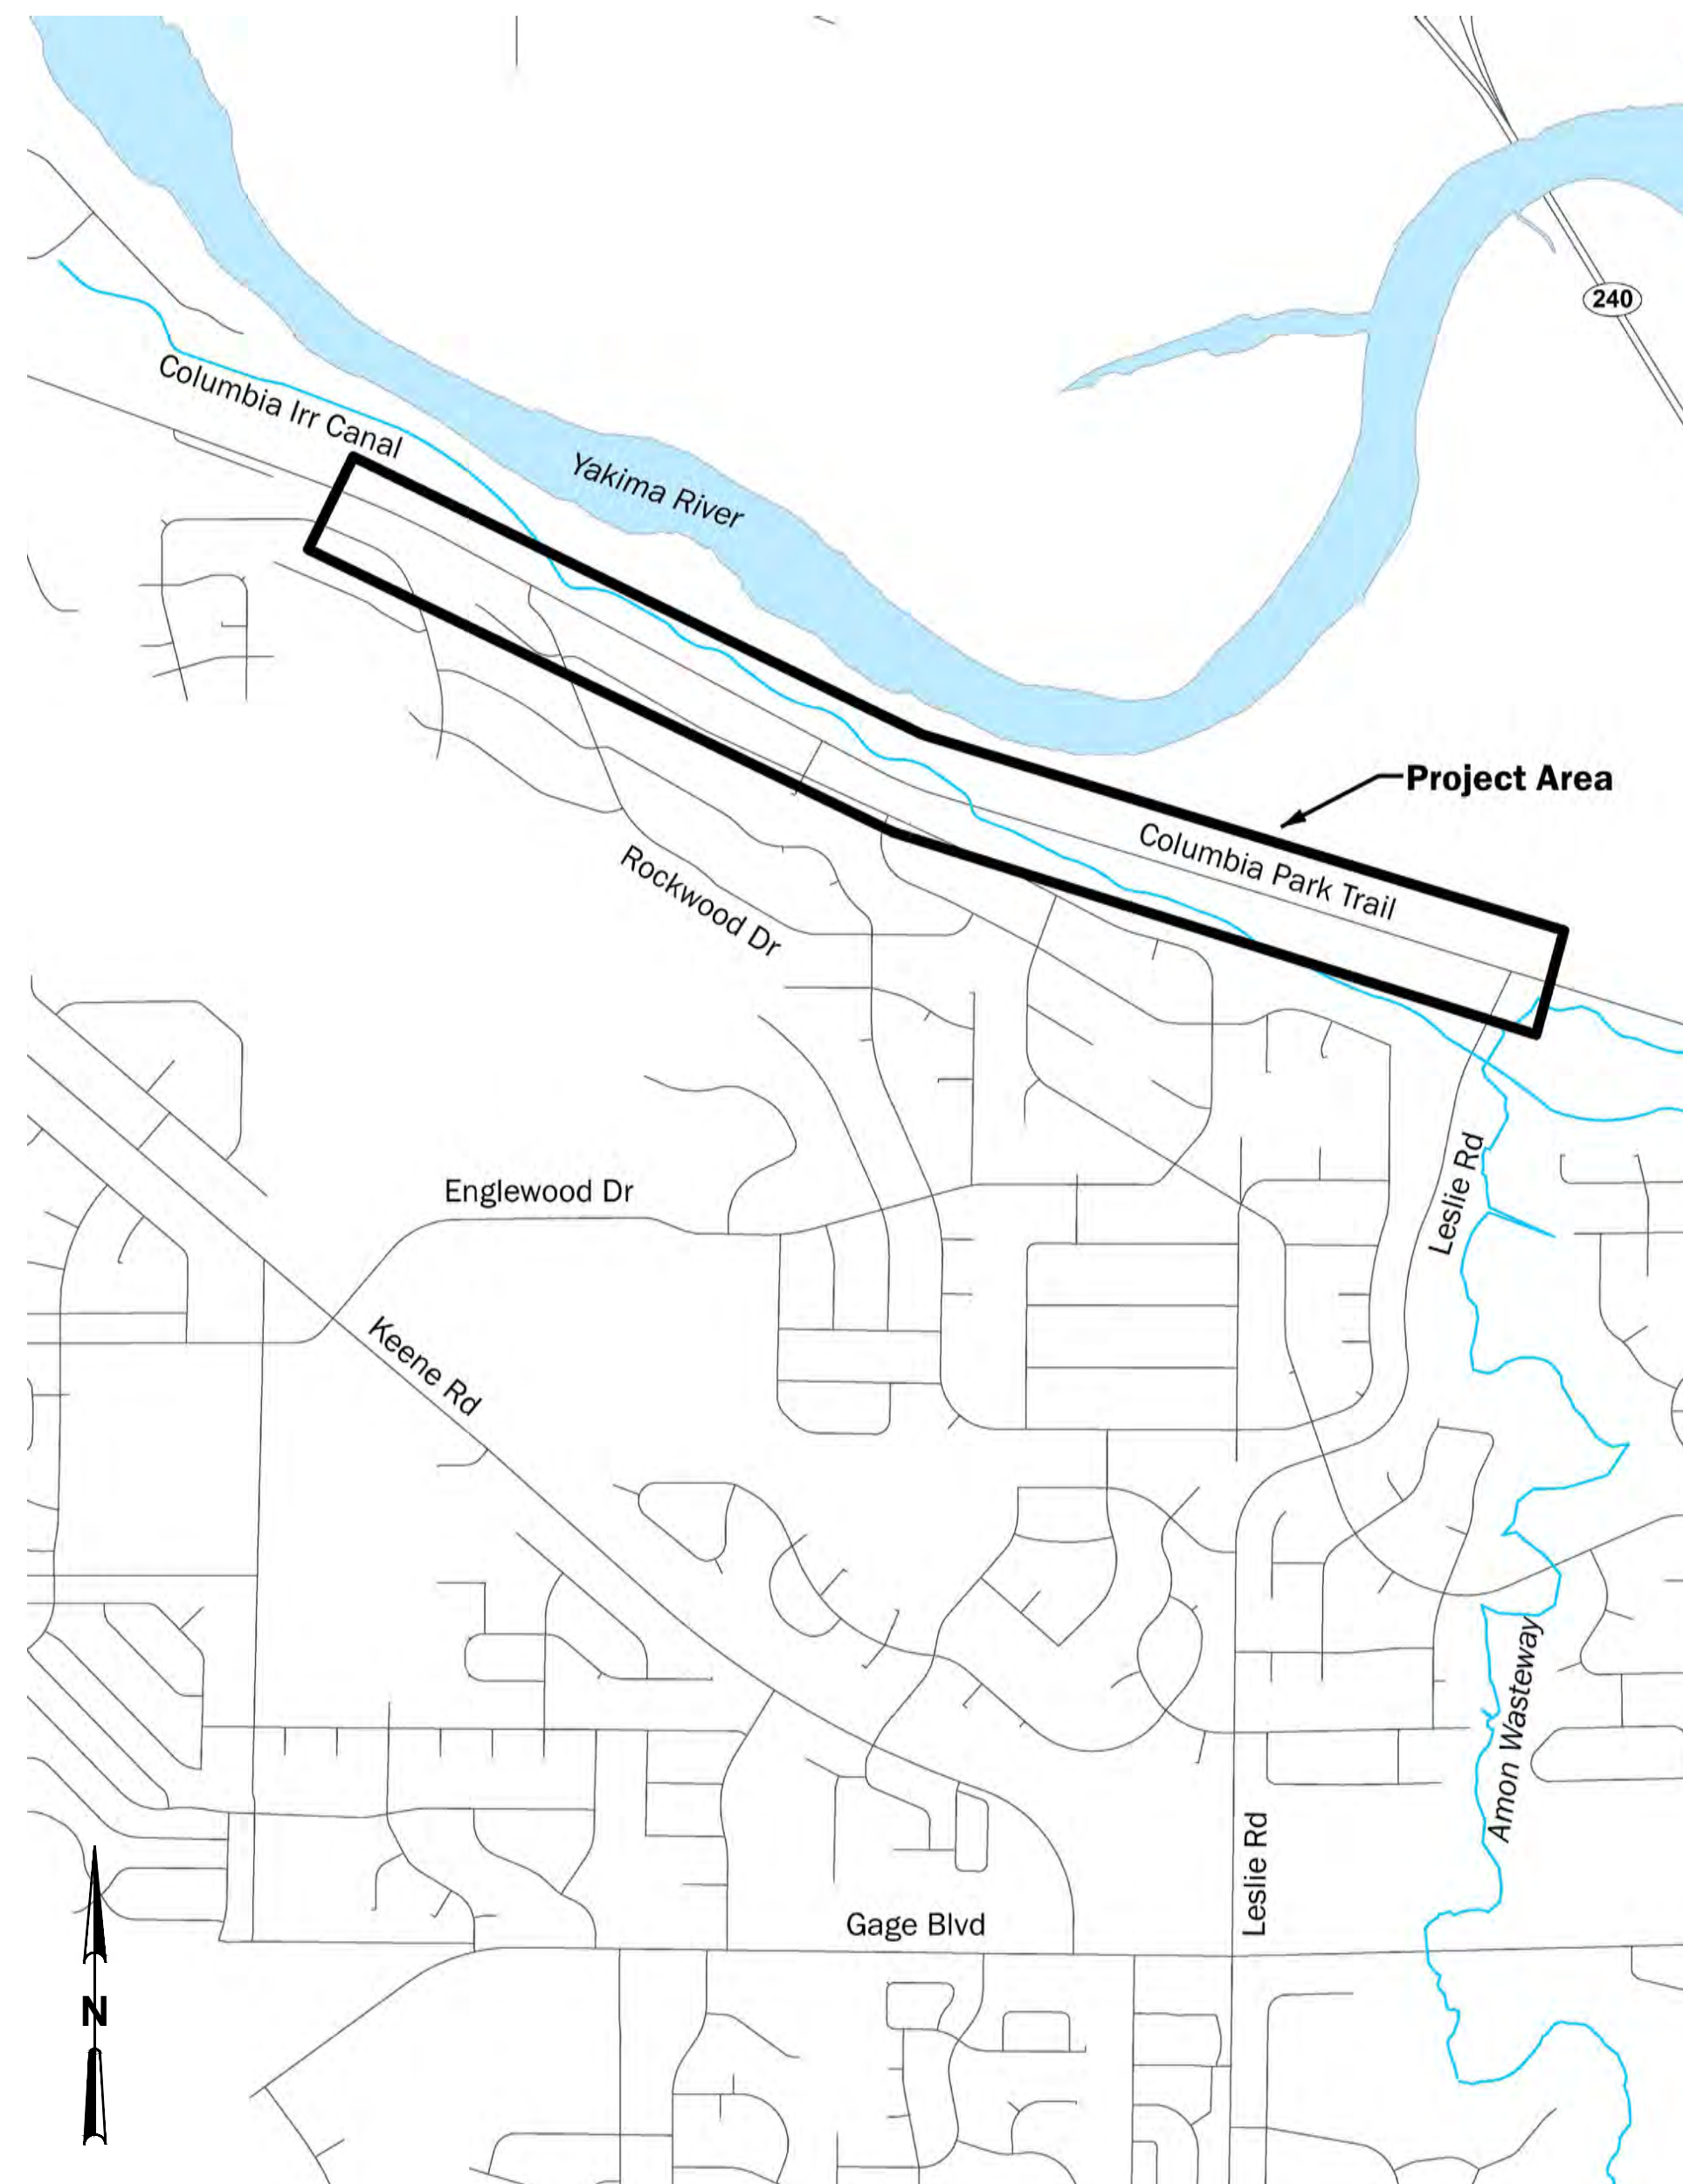 240
Columbia Irr Canal
Yakima River
Project Area
Columbia Park Trail
Rockwood Dr
Englewood Dr
Leslie Rd
Keene Rd
Amon Wasteway
Leslie Rd
Gage Blvd
N